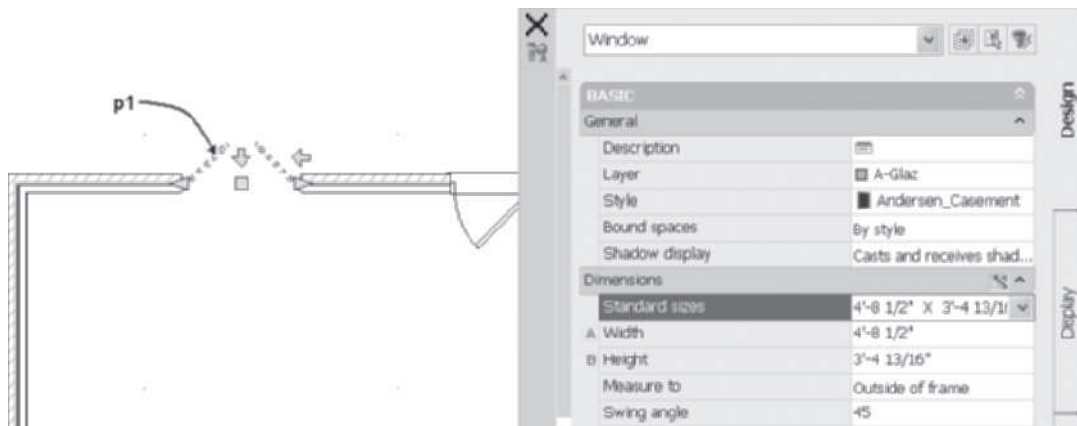 p1
Window
BASIC
General
Description
Layer A-Glaz
Style Andersen_Casement
Bound spaces By style
Shadow display Casts and receives shad...
Dimensions
Standard sizes 4'-8 1/2" X 3'-4 13/1
A Width 4'-8 1/2"
B Height 3'-4 13/16"
Measure to Outside of frame
Swing angle 45
Design
Display